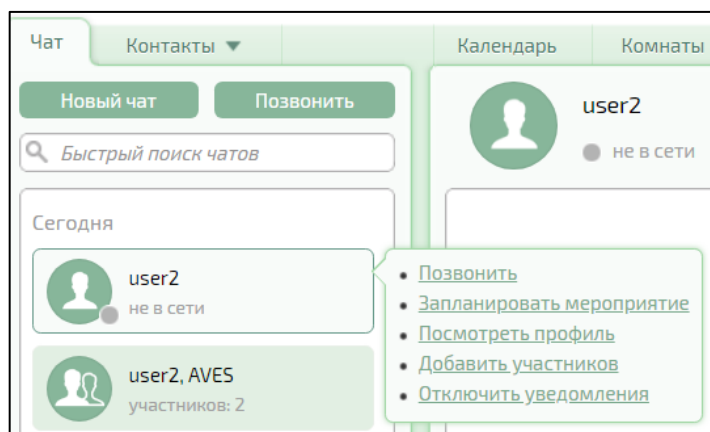 Чат
Контакты
Календарь
Комнаты
Новый чат
Позвонить
user2
не в сети
Быстрый поиск чатов
Сегодня
user2
не в сети
Позвонить
Запланировать мероприятие
Посмотреть профиль
Добавить участников
Отключить уведомления
user2, AVES
участников: 2